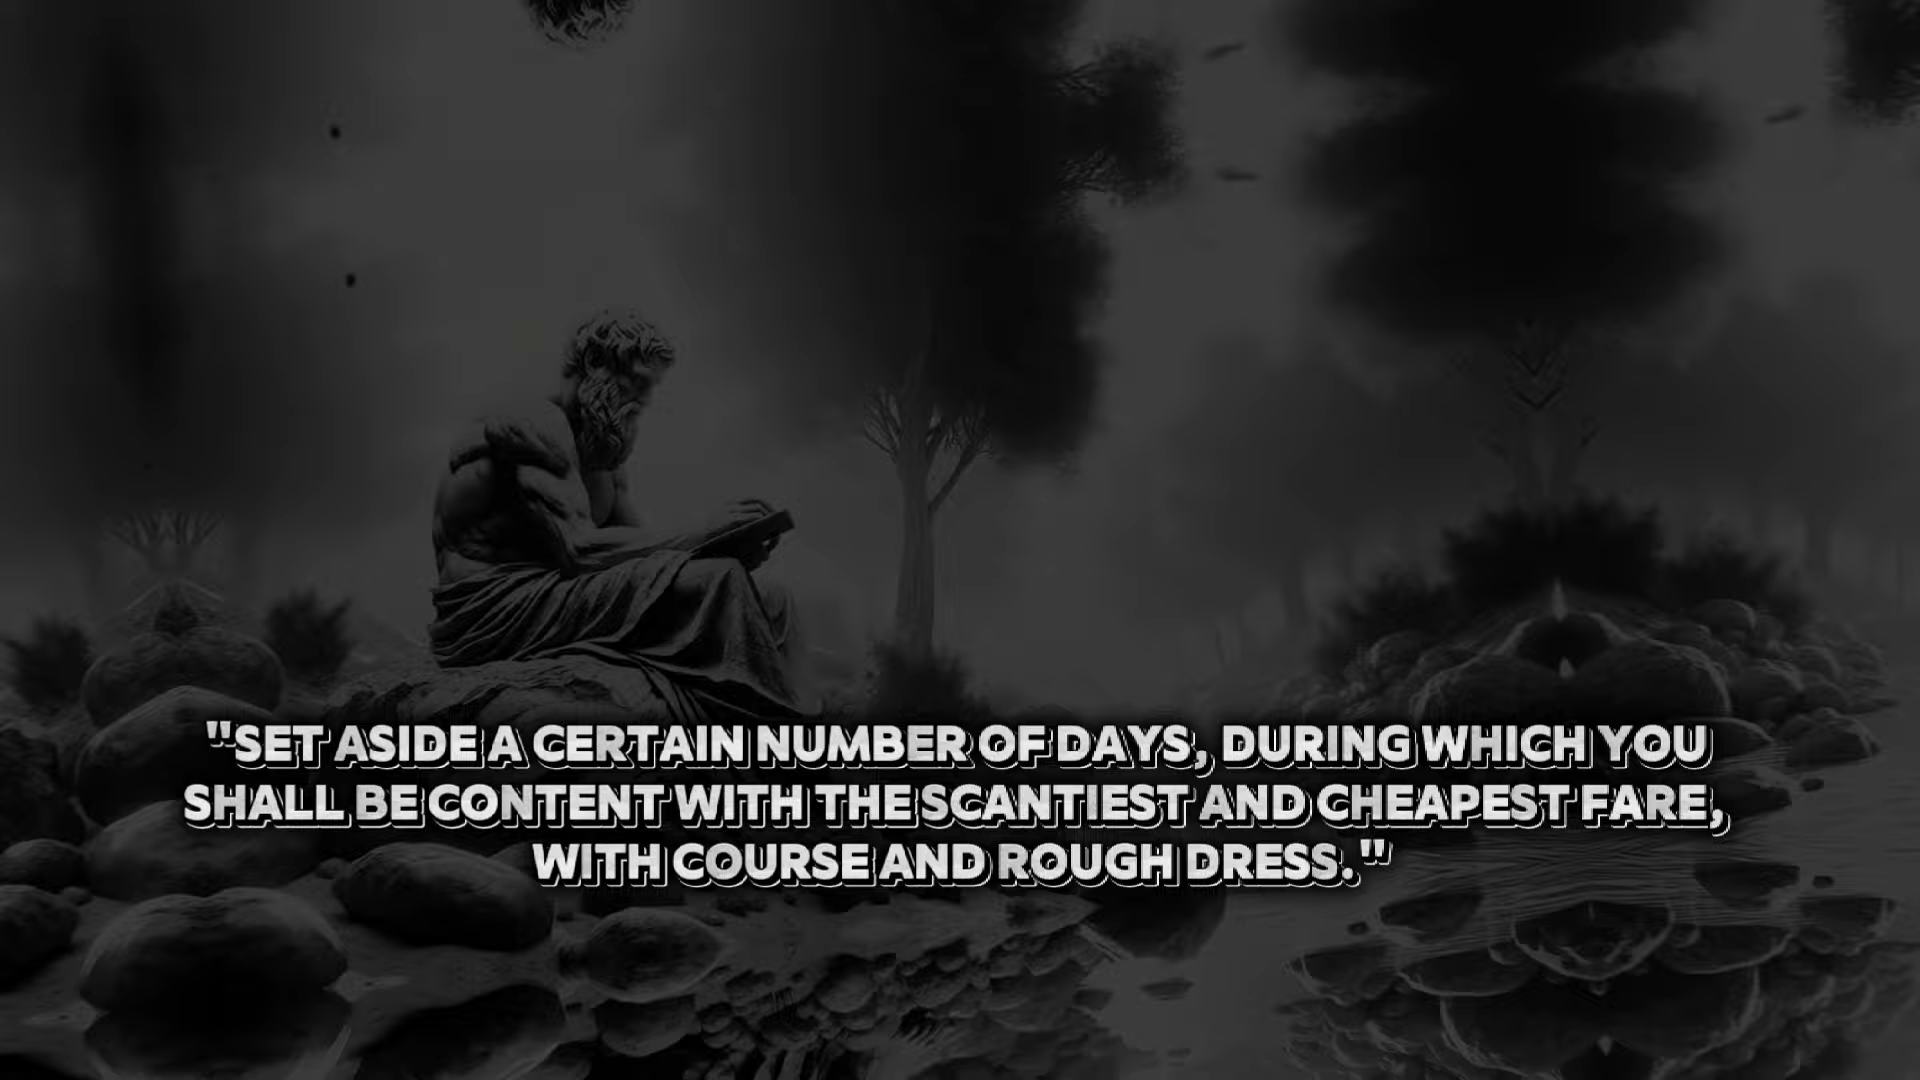 "SET ASIDE A CERTAIN NUMBER OF DAYS, DURING WHICH YOU
SHALL BE CONTENT WITH THE SCANTIEST AND CHEAPEST FARE,
WITH COURSE AND ROUGH DRESS."